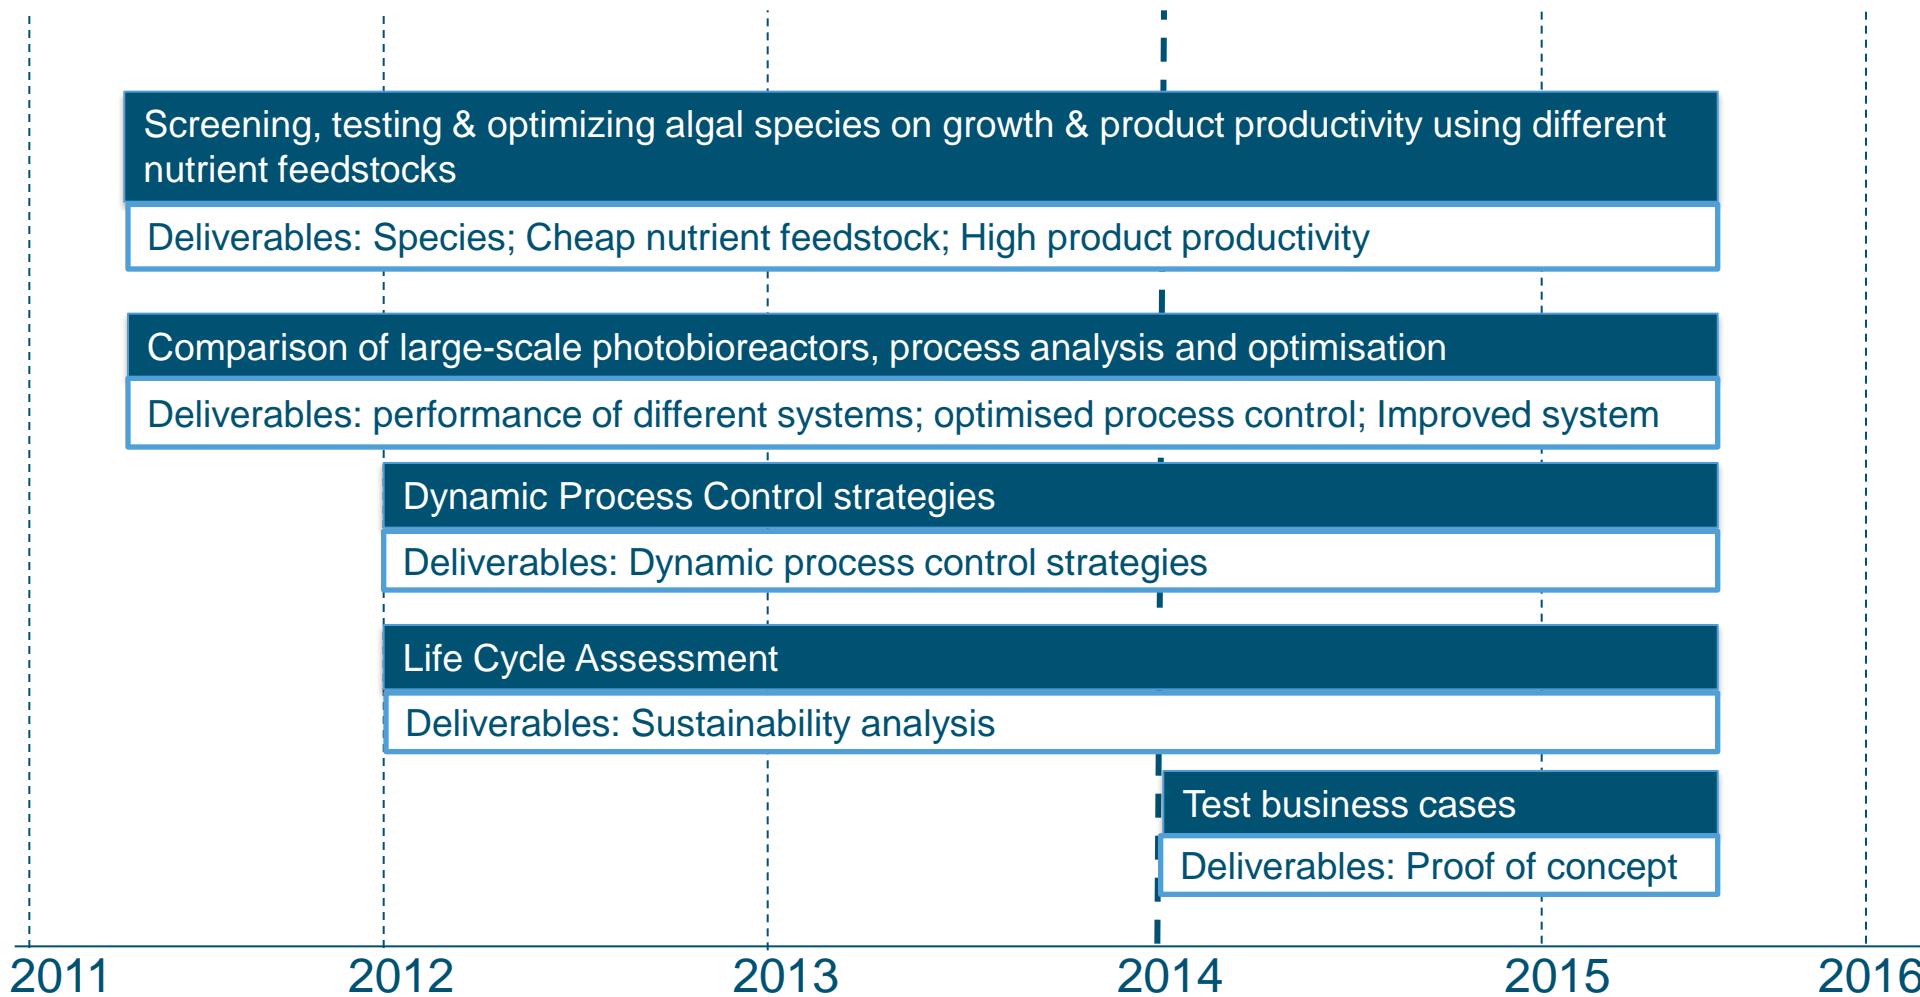 Screening, testing & optimizing algal species on growth & product productivity using different
nutrient feedstocks
Deliverables: Species; Cheap nutrient feedstock; High product productivity
Comparison of large-scale photobioreactors, process analysis and optimisation
Deliverables: performance of different systems; optimised process control; Improved system
Dynamic Process Control strategies
Deliverables: Dynamic process control strategies
Life Cycle Assessment
Deliverables: Sustainability analysis
Test business cases
Deliverables: Proof of concept
2011 2012 2013 2014 2015 2016